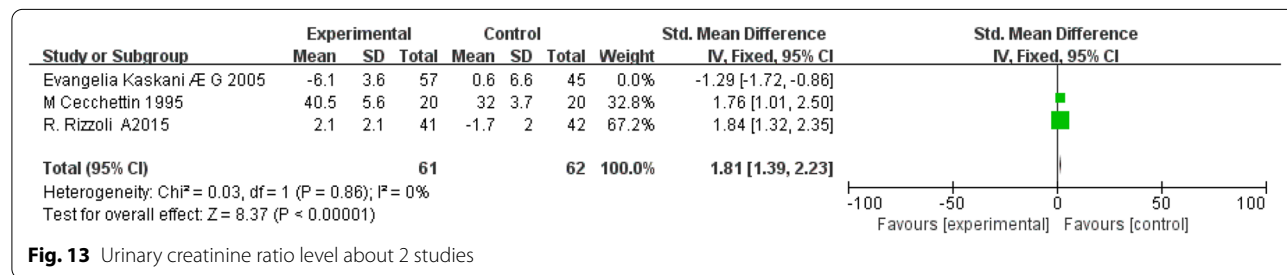 Experimental Control Std. Mean Difference Std. Mean Difference
Study or Subgroup Mean SD Total Mean SD Total Weight IV, Fixed, 95% CI IV, Fixed, 95% CI
Evangelia Kaskani Æ G 2005 -6.1 3.6 57 0.6 6.6 45 0.0% -1.29 [-1.72, -0.86]
M Cecchettin 1995 40.5 5.6 20 32 3.7 20 32.8% 1.76 [1.01, 2.50]
R. Rizzoli A2015 2.1 2.1 41 -1.7 2 42 67.2% 1.84 [1.32, 2.35]
Total (95% CI) 61 62 100.0% 1.81 [1.39, 2.23]
Heterogeneity: Chi² = 0.03, df = 1 (P = 0.86); I² = 0%
Test for overall effect: Z = 8.37 (P < 0.00001)
-100 -50 0 50 100
Favours [experimental] Favours [control]
Fig. 13 Urinary creatinine ratio level about 2 studies